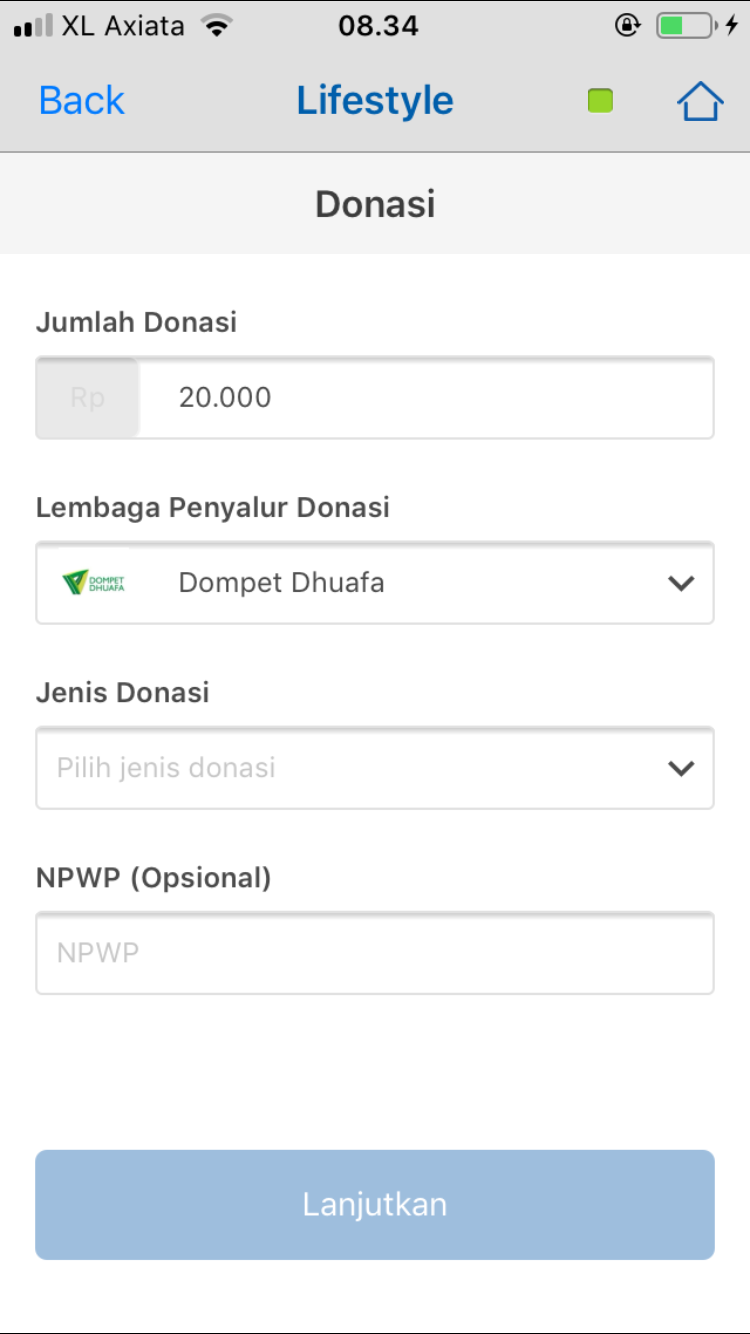 XL Axiata 08.34
Back Lifestyle
Donasi
Jumlah Donasi
Rp 20.000
Lembaga Penyalur Donasi
DOMPET DHUAFA Dompet Dhuafa
Jenis Donasi
Pilih jenis donasi
NPWP (Opsional)
NPWP
Lanjutkan